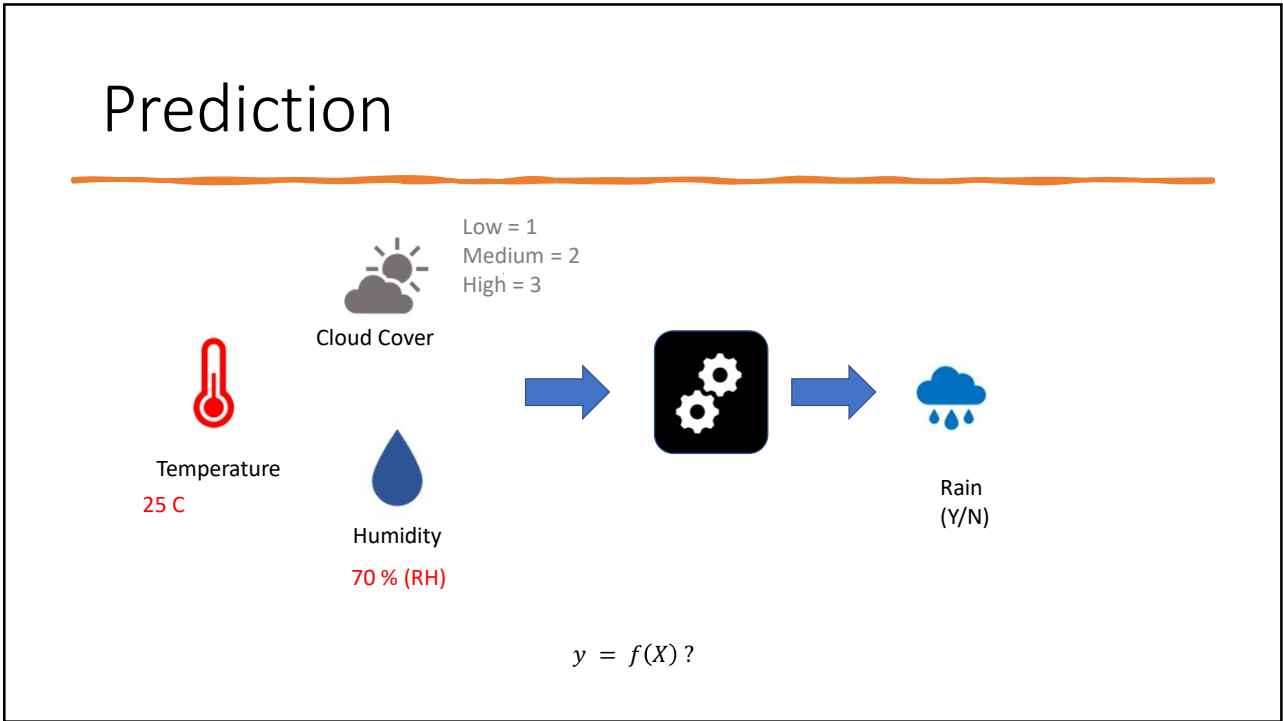 Prediction
Low = 1
Medium = 2
High = 3
Cloud Cover
Temperature
25 C
Humidity
70 % (RH)
Rain
(Y/N)
y = f(X) ?